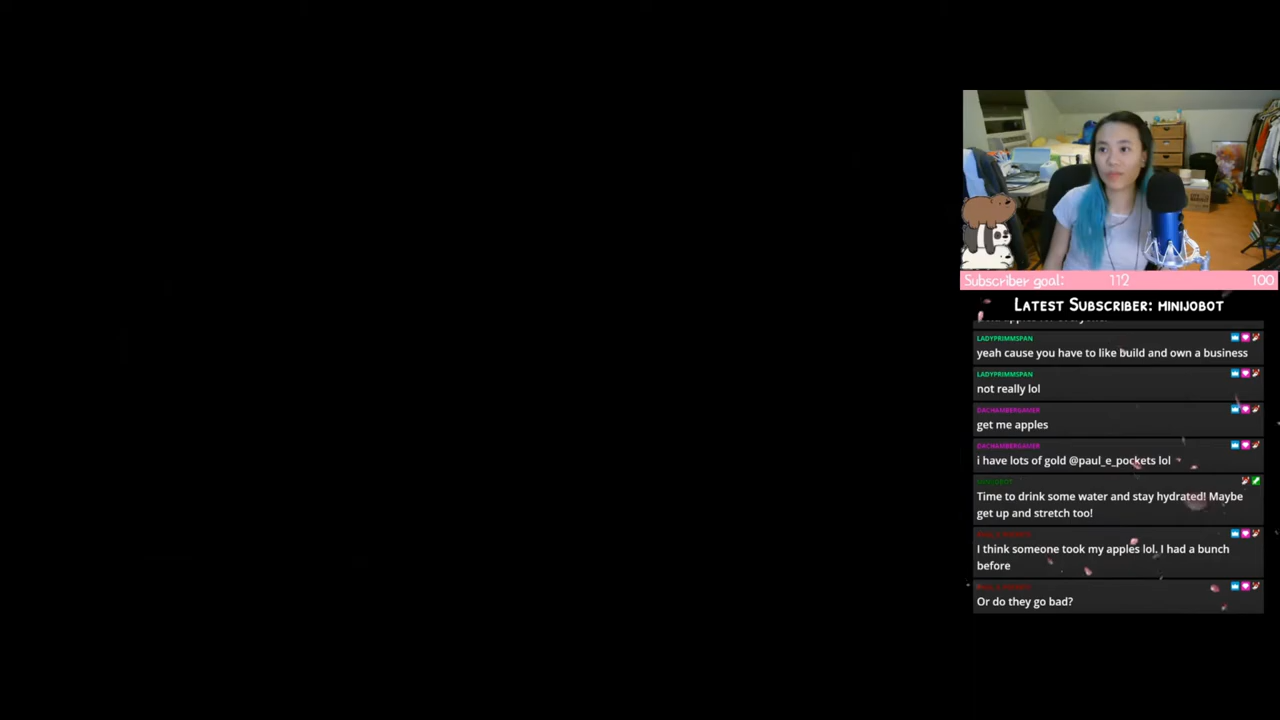 Subscriber goal: 112 100
Latest Subscriber: minijobot
LADYPRIMMSPAN
yeah cause you have to like build and own a business
LADYPRIMMSPAN
not really lol
DACHAMBERGAMER
get me apples
DACHAMBERGAMER
i have lots of gold @paul_e_pockets lol
Time to drink some water and stay hydrated! Maybe
get up and stretch too!
I think someone took my apples lol. I had a bunch
before
Or do they go bad?